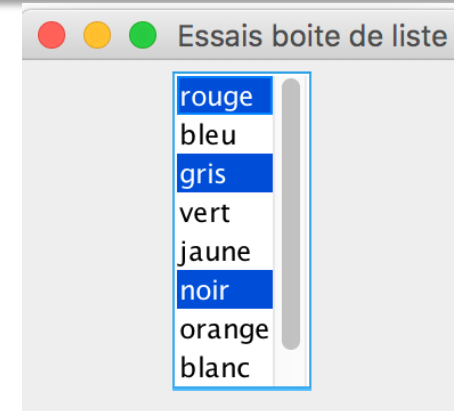 Essais boite de liste
rouge
bleu
gris
vert
jaune
noir
orange
blanc